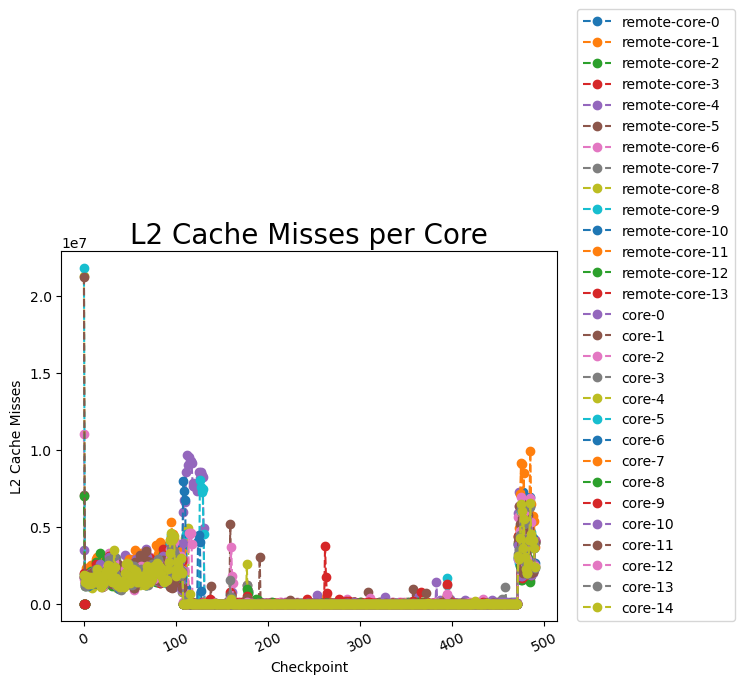 L2 Cache Misses per Core
1e7
2.0
1.5
1.0
0.5
0.0
L2 Cache Misses
0
100
200
300
400
500
Checkpoint
remote-core-0
remote-core-1
remote-core-2
remote-core-3
remote-core-4
remote-core-5
remote-core-6
remote-core-7
remote-core-8
remote-core-9
remote-core-10
remote-core-11
remote-core-12
remote-core-13
core-0
core-1
core-2
core-3
core-4
core-5
core-6
core-7
core-8
core-9
core-10
core-11
core-12
core-13
core-14